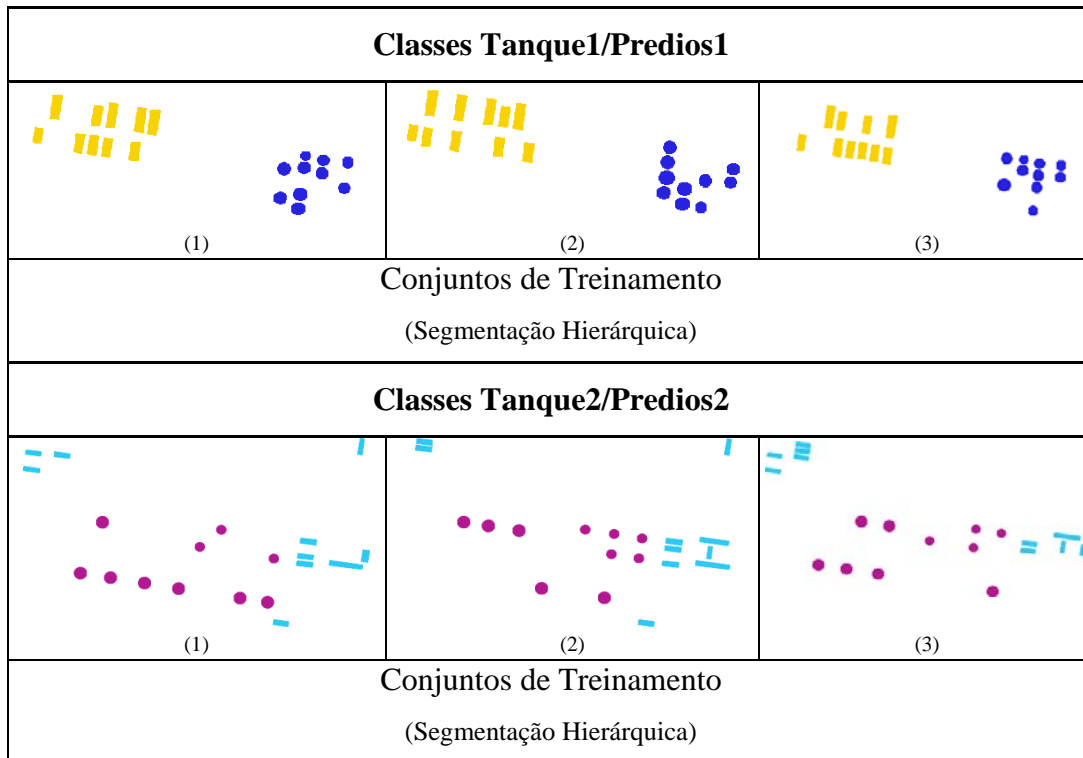 Classes Tanque1/Predios1
(1)
(2)
(3)
Conjuntos de Treinamento
(Segmentação Hierárquica)
Classes Tanque2/Predios2
(1)
(2)
(3)
Conjuntos de Treinamento
(Segmentação Hierárquica)